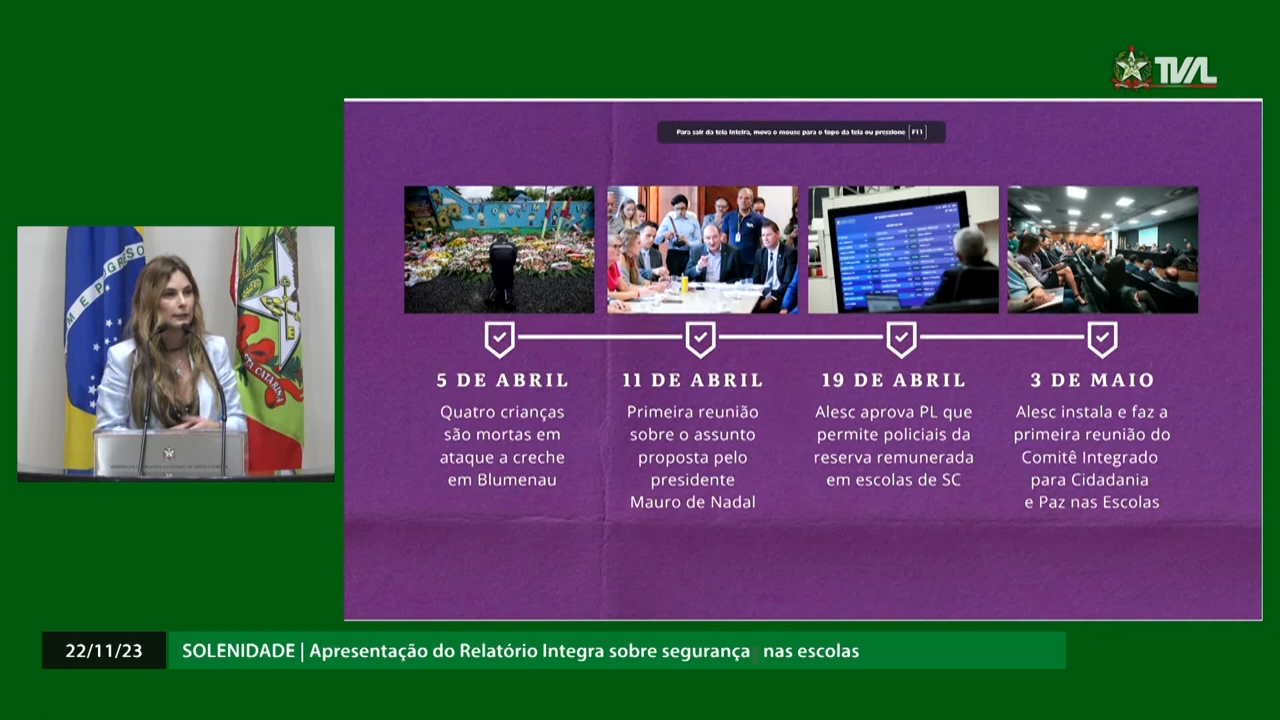 TVAL
Para sair da tela inteira, mova o mouse para o topo da tela ou pressione F11
5 DE ABRIL
Quatro crianças
são mortas em
ataque a creche
em Blumenau
11 DE ABRIL
Primeira reunião
sobre o assunto
proposta pelo
presidente
Mauro de Nadal
19 DE ABRIL
Alesc aprova PL que
permite policiais da
reserva remunerada
em escolas de SC
3 DE MAIO
Alesc instala e faz a
primeira reunião do
Comitê Integrado
para Cidadania
e Paz nas Escolas
22/11/23
SOLENIDADE | Apresentação do Relatório Integra sobre segurança nas escolas